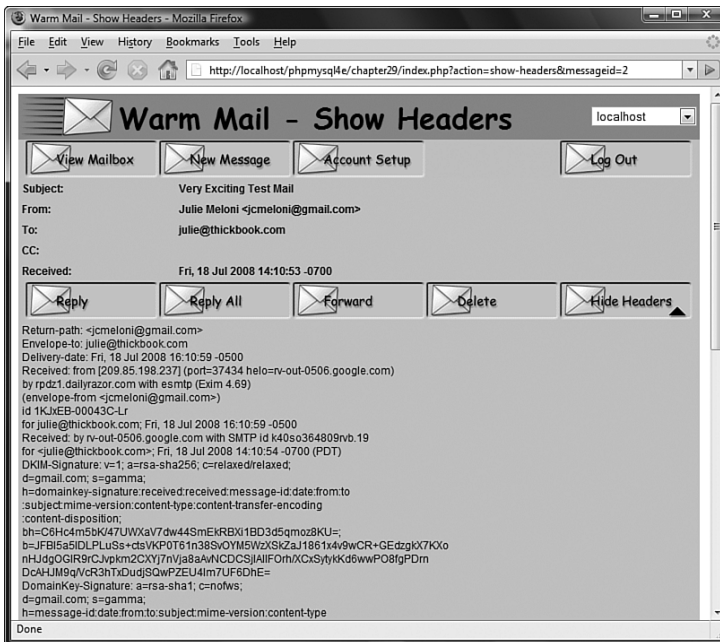 Warm Mail - Show Headers - Mozilla Firefox
File Edit View History Bookmarks Tools Help
http://localhost/phpmysql4e/chapter29/index.php?action=show-headers&messageid=2
Warm Mail - Show Headers
localhost
View Mailbox New Message Account Setup Log Out
Subject: Very Exciting Test Mail
From: Julie Meloni <jcmeloni@gmail.com>
To: julie@thickbook.com
CC:
Received: Fri, 18 Jul 2008 14:10:53 -0700
Reply Reply All Forward Delete Hide Headers
Return-path: <jcmeloni@gmail.com>
Envelope-to: julie@thickbook.com
Delivery-date: Fri, 18 Jul 2008 16:10:59 -0500
Received: from [209.85.198.237] (port=37434 helo=rv-out-0506.google.com)
by rpdz1.dailyrazor.com with esmtp (Exim 4.69)
(envelope-from <jcmeloni@gmail.com>)
id 1KJxEB-00043C-Lr
for julie@thickbook.com; Fri, 18 Jul 2008 16:10:59 -0500
Received: by rv-out-0506.google.com with SMTP id k40so364809rvb.19
for <julie@thickbook.com>; Fri, 18 Jul 2008 14:10:54 -0700 (PDT)
DKIM-Signature: v=1; a=rsa-sha256; c=relaxed/relaxed;
d=gmail.com; s=gamma;
h=domainkey-signature:received:received:message-id:date:from:to
:subject:mime-version:content-type:content-transfer-encoding
:content-disposition;
bh=C6Hc4m5bK/47UWXaV7dw44SmEkRBXi1BD3d5qmoz8KU=;
b=JFBI5a5IDLPLuSs+ctsVKP0T61n38SvOYM5WzXSkZaJ1861x4v9wCR+GEdzgkX7KXo
nHJdgOGIR9rCJvpkm2CXYj7nVja8aAvNCDCSjIAIlFOrh/XCxSytykKd6wwPO8fgPDrn
DcAHJM9q/VcR3hTxDudjSQwPZEU4Im7UF6DhE=
DomainKey-Signature: a=rsa-sha1; c=nofws;
d=gmail.com; s=gamma;
h=message-id:date:from:to:subject:mime-version:content-type
Done